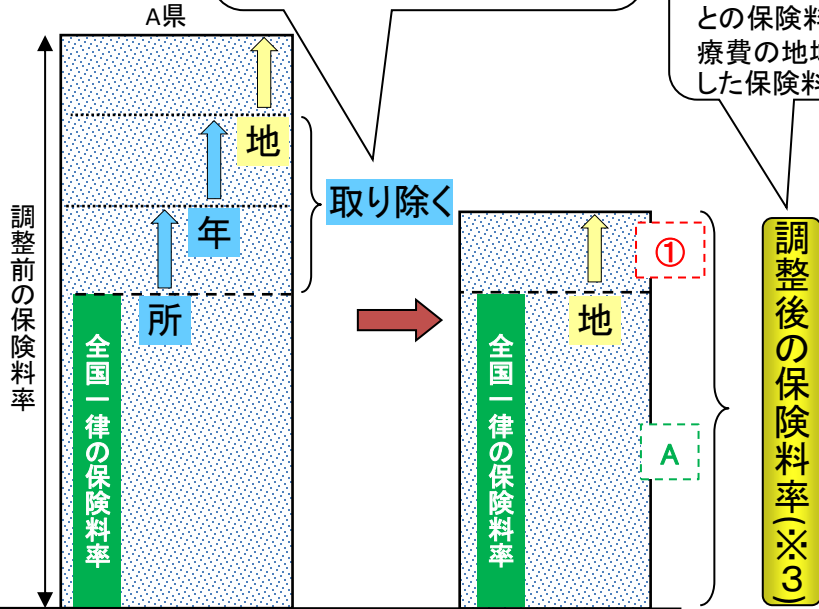 との保険料
療費の地域
した保険料
A県
調整前の保険料率
地
年
所
取り除く
全国一律の保険料率
①
地
全国一律の保険料率
A
調整後の保険料率(※3)